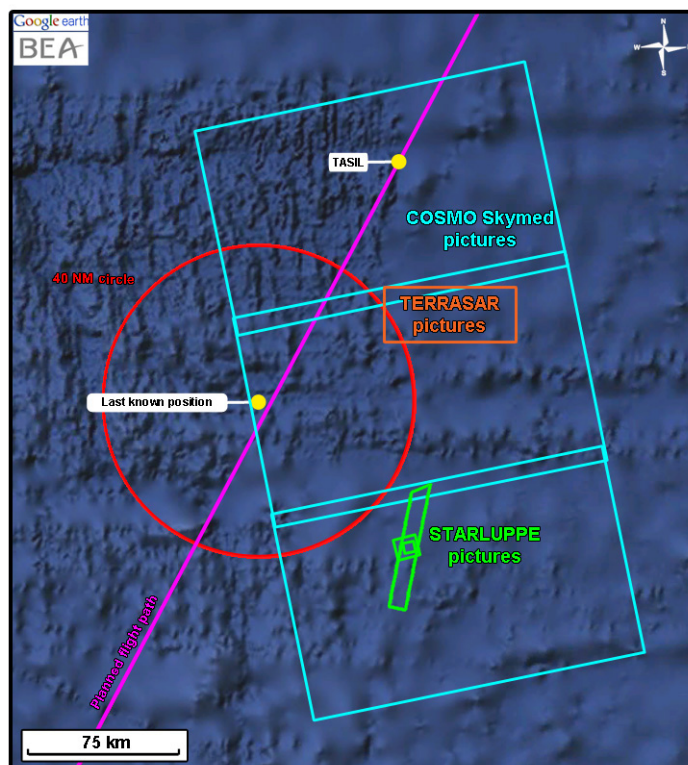 Google earth
BEA
N
W
S
TASIL
COSMO Skymed
pictures
40 NM circle
TERRASAR
pictures
Last known position
STARLUPPE
pictures
Planned flight path
75 km